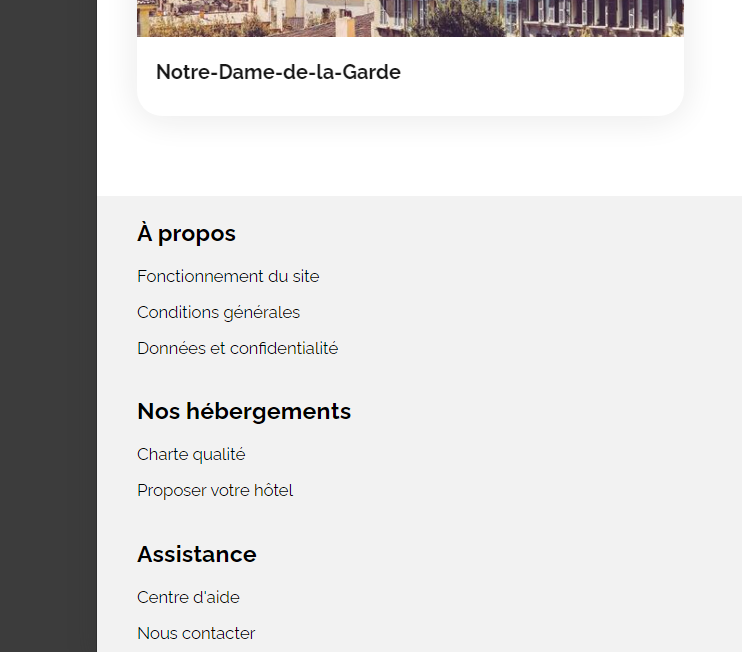 Notre-Dame-de-la-Garde
À propos
Fonctionnement du site
Conditions générales
Données et confidentialité
Nos hébergements
Charte qualité
Proposer votre hôtel
Assistance
Centre d'aide
Nous contacter